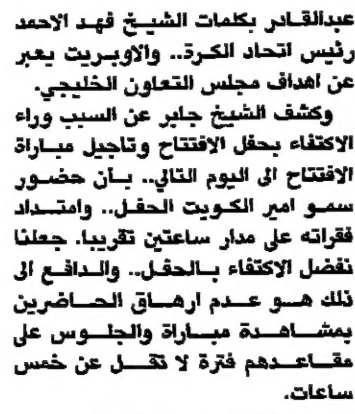 عبدالقادر بكلمات الشيخ فهد الاحمد
رئيس اتحاد الكرة.. والاوبريت يعبر
عن اهداف مجلس التعاون الخليجي.
وكشف الشيخ جابر عن السبب وراء
الاكتفاء بحفل الافتتاح وتاجيل مباراة
الافتتاح الى اليوم التالي.. بأن حضور
سمو امير الكويت الحفل.. وامتداد
فقراته على مدار ساعتين تقريبا. جعلنا
نفضل الاكتفاء بالحفل.. والدافع الى
ذلك هو عدم ارهاق الحاضرين
بمشاهدة مباراة والجلوس على
مقاعدهم فترة لا تقل عن خمس
ساعات.